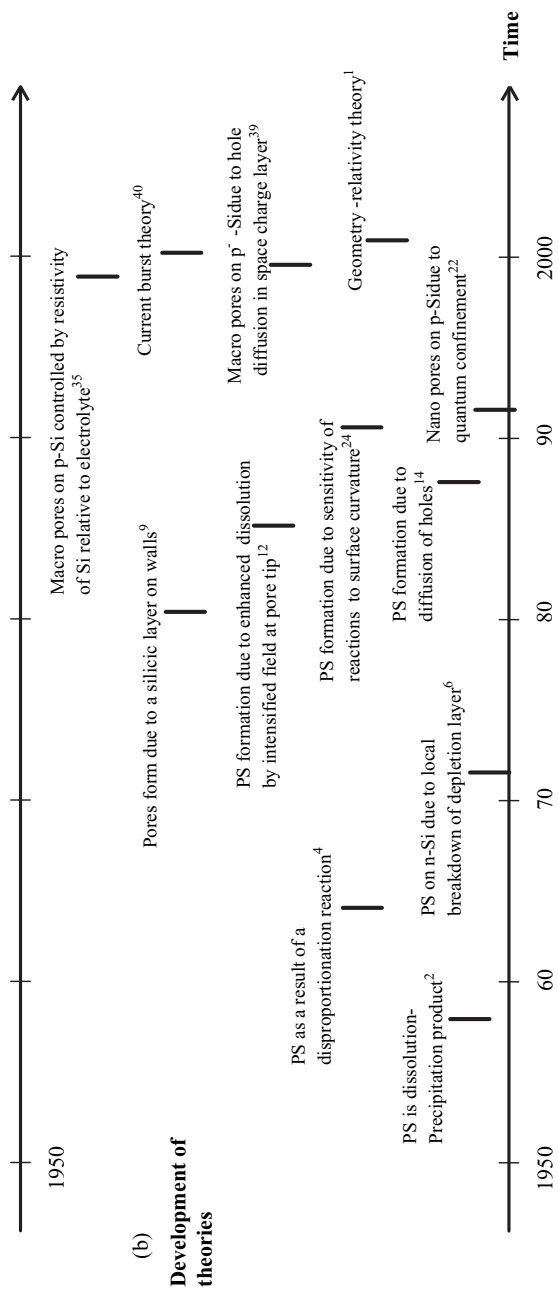 1950
(b)
Development of
theories
Macro pores on p-Si controlled by resistivity
of Si relative to electrolyte35
Pores form due to a silicic layer on walls9
Current burst theory40
PS formation due to enhanced dissolution
by intensified field at pore tip12
Macro pores on p- -Sidue to hole
diffusion in space charge layer39
PS as a result of a
disproportionation reaction4
PS formation due to sensitivity of
reactions to surface curvature24
Geometry -relativity theory1
PS is dissolution-
Precipitation product2
PS on n-Si due to local
breakdown of depletion layer6
PS formation due to
diffusion of holes14
Nano pores on p-Sidue to
quantum confinement22
1950 60 70 80 90 2000
Time